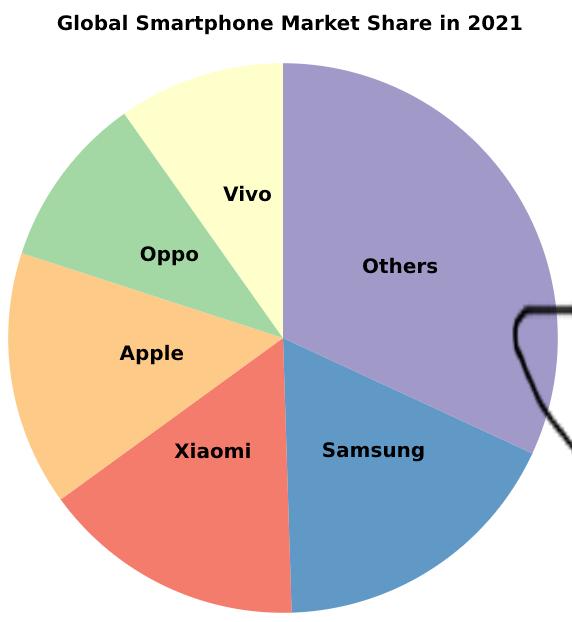 Global Smartphone Market Share in 2021
Vivo
Oppo
Others
Apple
Xiaomi
Samsung